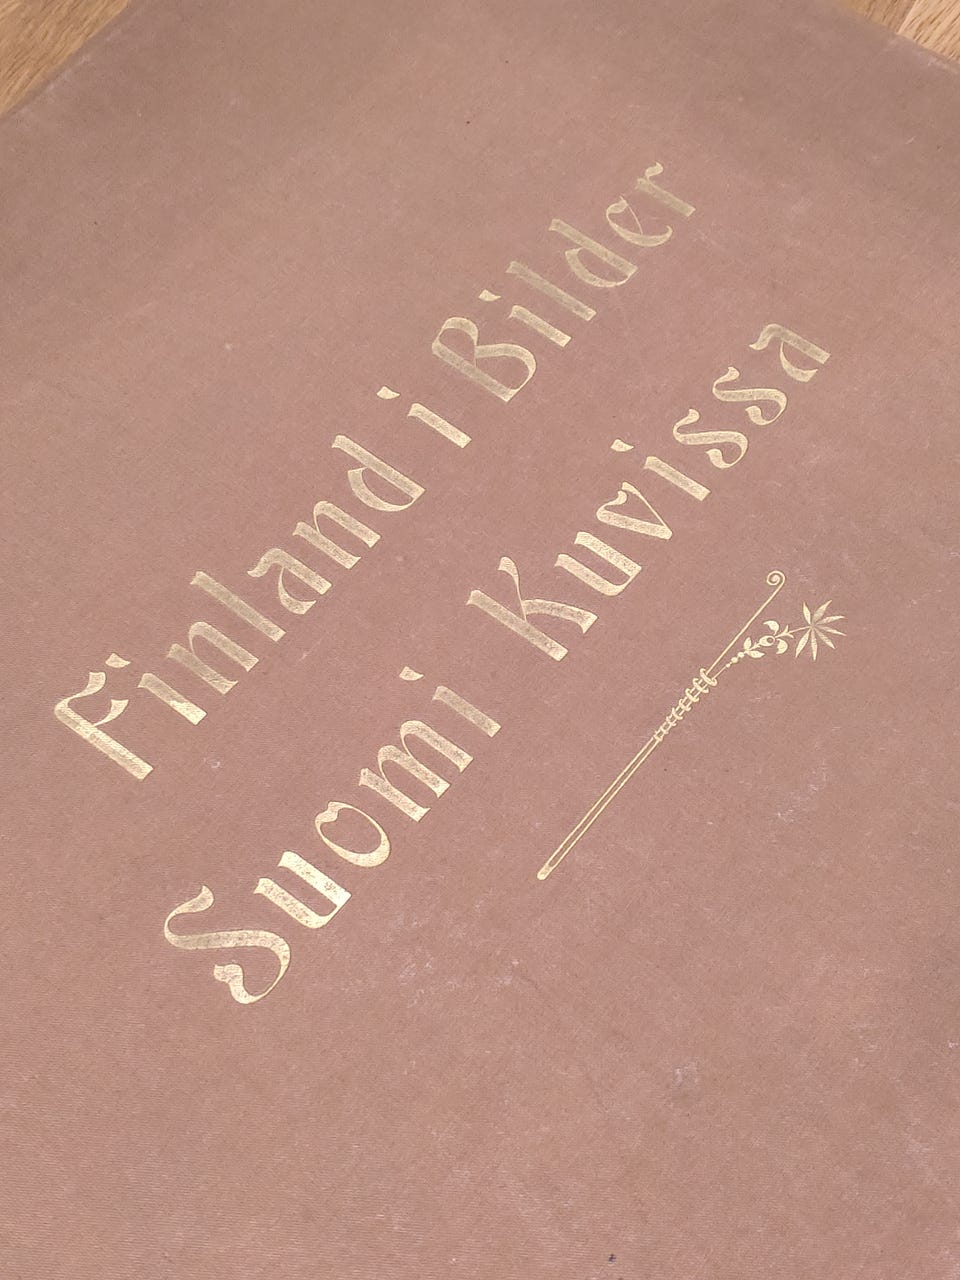 Finland i Bilder
Suomi Kuvissa